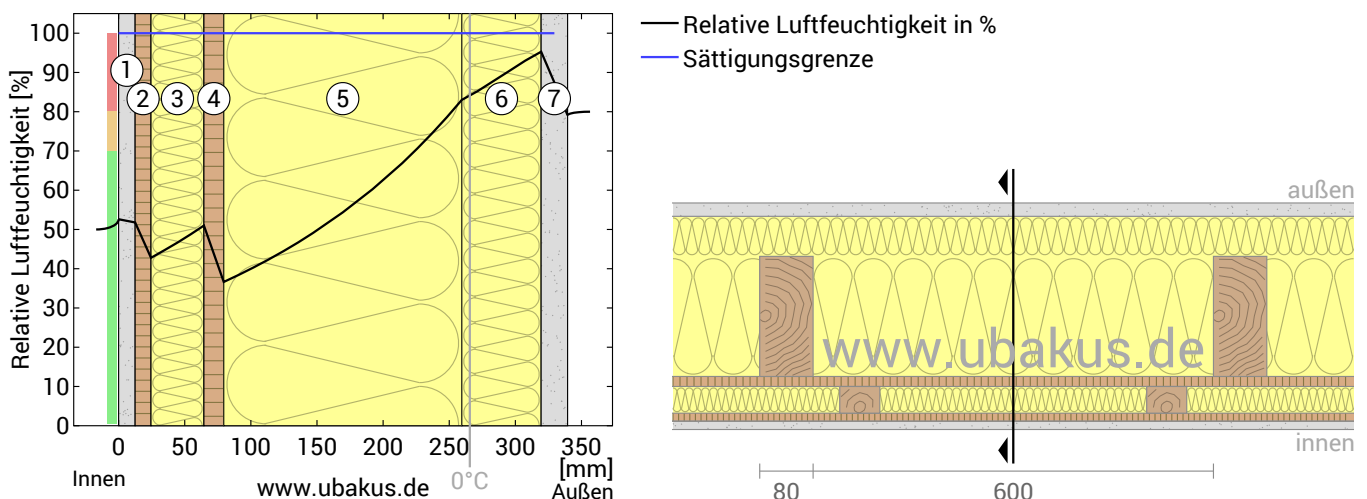 Relative Luftfeuchtigkeit [%]
100
90
80
70
60
50
40
30
20
10
0
1
2
3
4
5
6
7
0 50 100 150 200 250 300 350
[mm]
Innen
www.ubakus.de
0°C
Außen
Relative Luftfeuchtigkeit in %
Sättigungsgrenze
außen
www.ubakus.de
innen
80
600